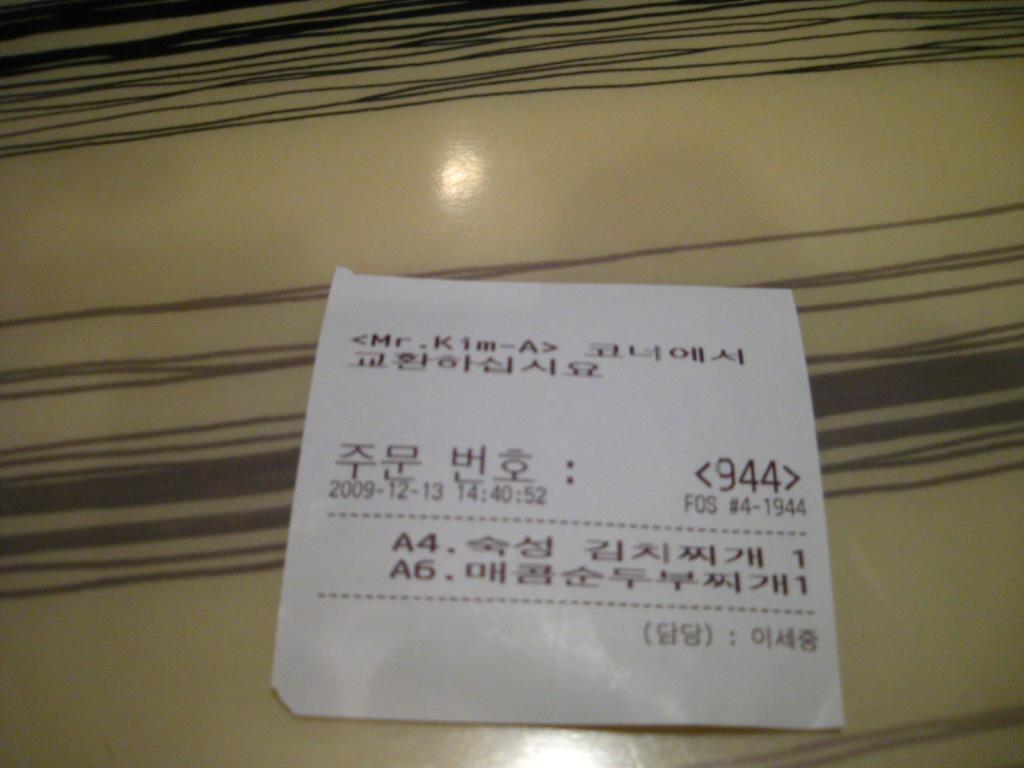 <Mr.Kim-A> 코너에서
교환하십시요
주문 번호 : <944>
2009-12-13 14:40:52 FOS #4-1944
A4.숙성 김치찌개 1
A6.매콤순두부찌개1
(담당) : 이세중